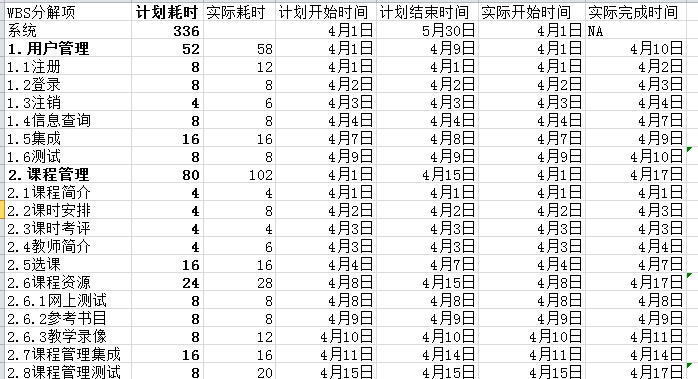 WBS分解项 计划耗时 实际耗时 计划开始时间 计划结束时间 实际开始时间 实际完成时间
系统 336 4月1日 5月30日 4月1日 NA
1.用户管理 52 58 4月1日 4月9日 4月1日 4月10日
1.1注册 8 12 4月1日 4月1日 4月1日 4月2日
1.2登录 8 8 4月2日 4月2日 4月2日 4月3日
1.3注销 4 6 4月3日 4月3日 4月3日 4月4日
1.4信息查询 8 8 4月4日 4月4日 4月4日 4月7日
1.5集成 16 16 4月7日 4月8日 4月7日 4月9日
1.6测试 8 8 4月9日 4月9日 4月9日 4月10日
2.课程管理 80 102 4月1日 4月15日 4月1日 4月17日
2.1课程简介 4 4 4月1日 4月1日 4月1日 4月1日
2.2课时安排 4 8 4月2日 4月2日 4月2日 4月3日
2.3课时考评 4 4 4月3日 4月3日 4月3日 4月3日
2.4教师简介 4 6 4月3日 4月3日 4月3日 4月4日
2.5选课 16 16 4月4日 4月7日 4月4日 4月7日
2.6课程资源 24 28 4月8日 4月15日 4月8日 4月17日
2.6.1网上测试 8 8 4月8日 4月8日 4月8日 4月8日
2.6.2参考书目 8 8 4月9日 4月9日 4月9日 4月9日
2.6.3教学录像 8 12 4月10日 4月10日 4月10日 4月11日
2.7课程管理集成 16 16 4月11日 4月14日 4月11日 4月14日
2.8课程管理测试 8 20 4月15日 4月15日 4月15日 4月17日